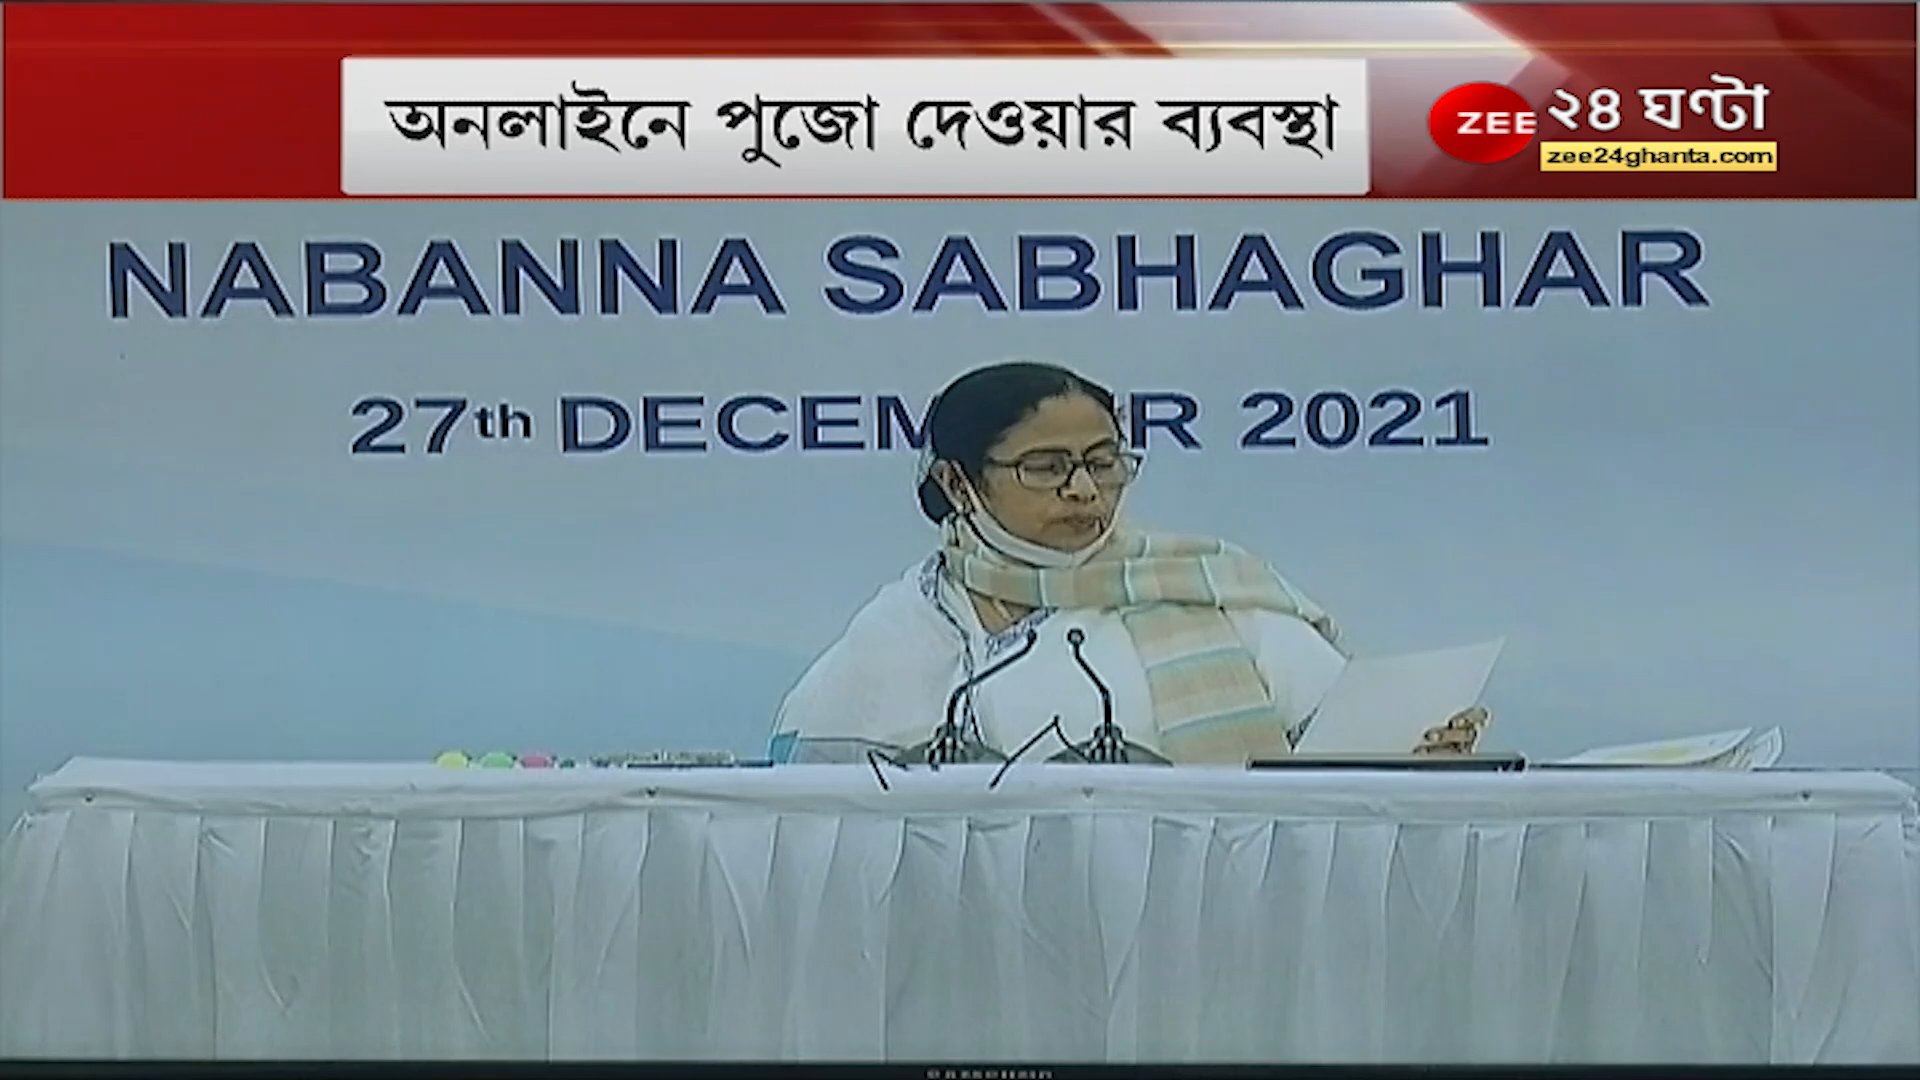 অনলাইনে পুজো দেওয়ার ব্যবস্থা
ZEE ২৪ ঘণ্টা
zee24ghanta.com
NABANNA SABHAGHAR
27th DECEM R 2021